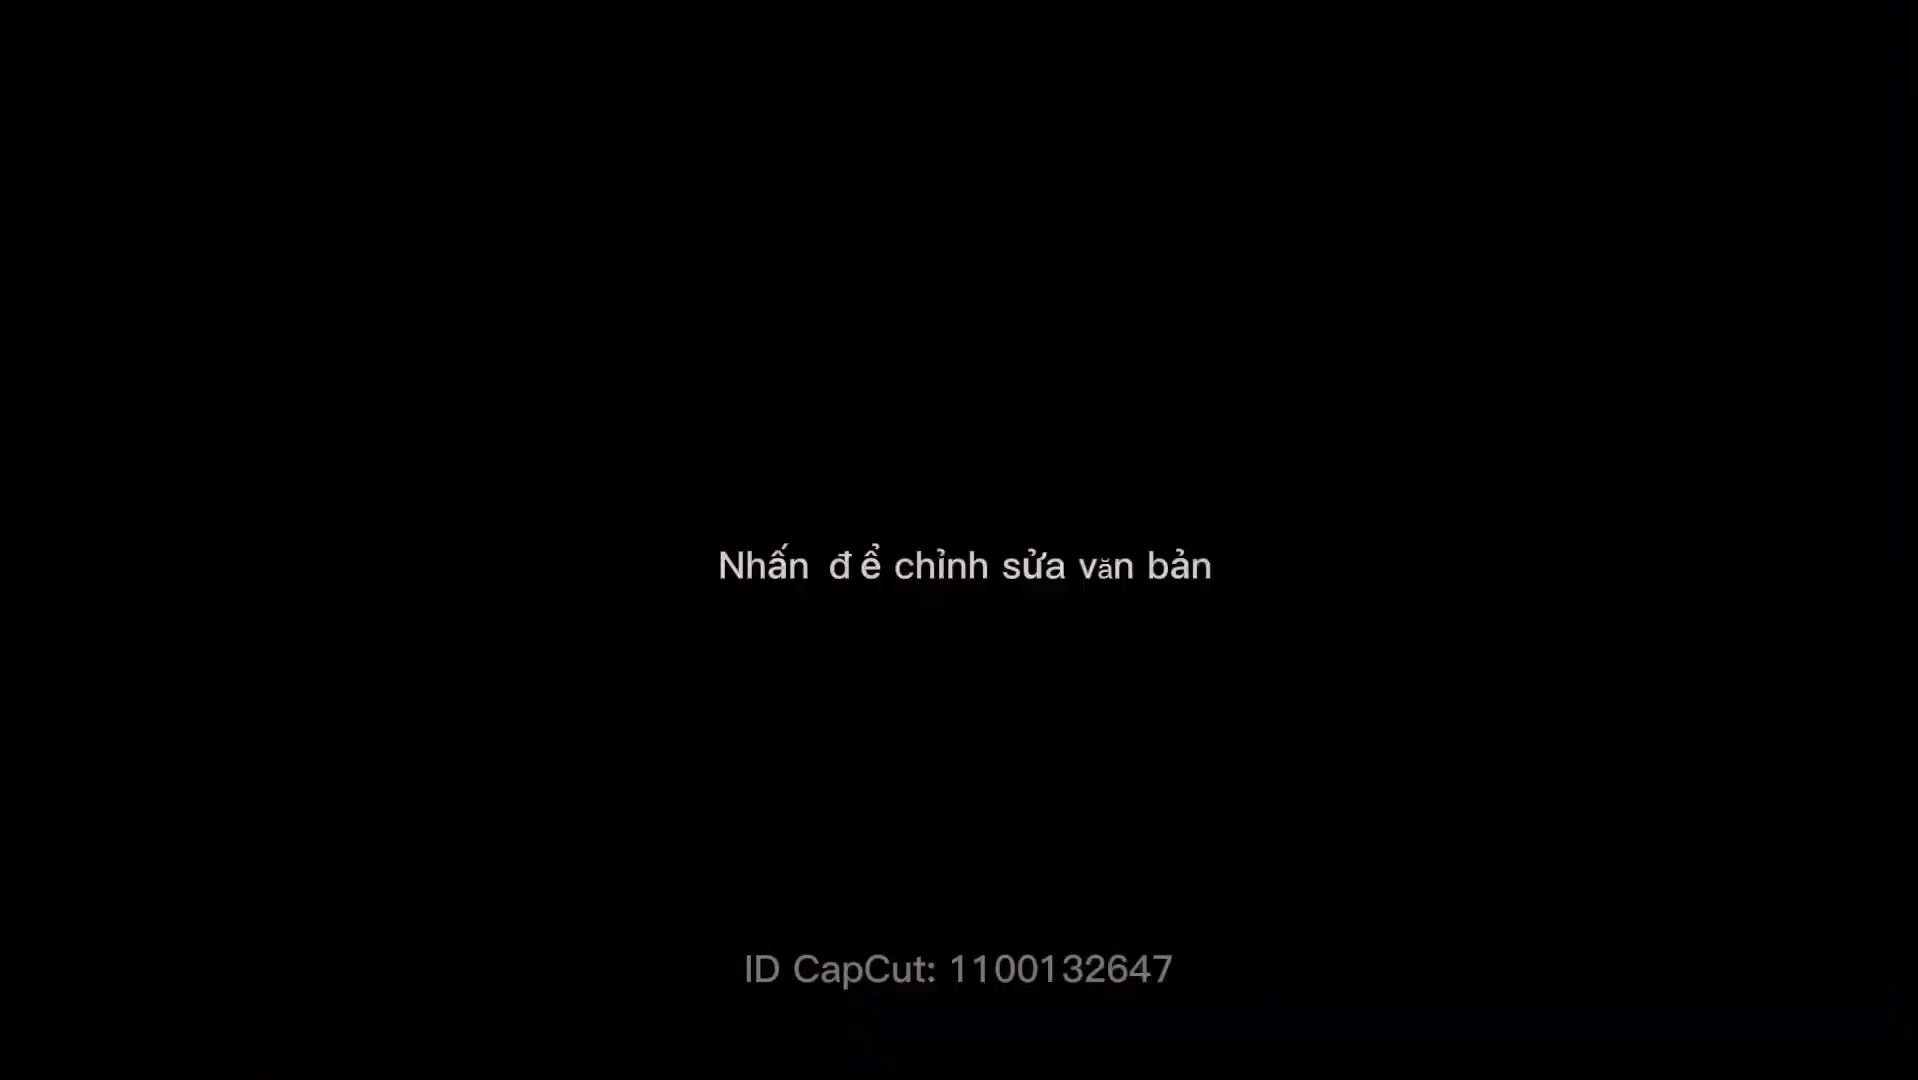 Nhấn để chỉnh sửa văn bản
ID CapCut: 1100132647